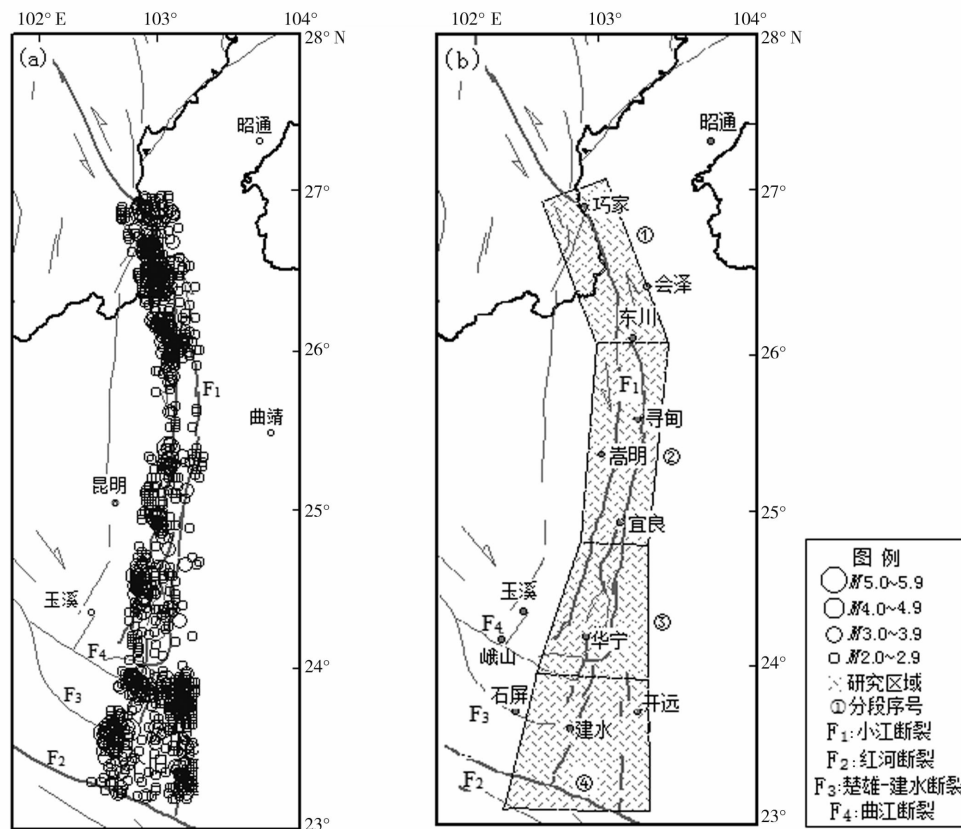 102° E 103° 104°
28° N
(a)
昭通
27°
26°
F₁
曲靖
昆明
25°
玉溪
F₄
24°
F₃
F₂
23°
102° E 103° 104°
28° N
(b)
昭通
27°
巧家
①
会泽
东川
26°
F₁
寻甸
嵩明
②
宜良
25°
玉溪
F₄
华宁
③
峨山
24°
石屏
开远
F₃
建水
F₂
④
23°
图 例
M5.0~5.9
M4.0~4.9
M3.0~3.9
M2.0~2.9
研究区域
①分段序号
F₁:小江断裂
F₂:红河断裂
F₃:楚雄-建水断裂
F₄:曲江断裂